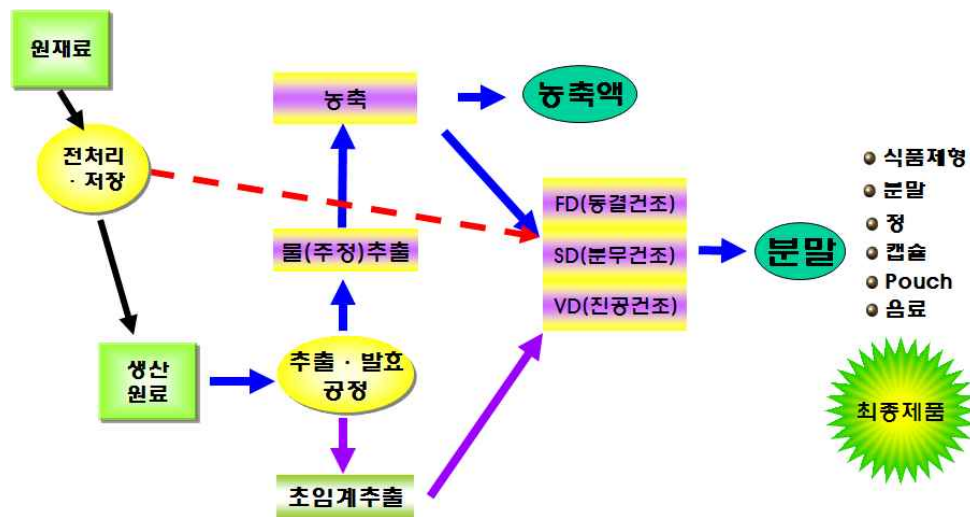 원재료
전처리
· 저장
생산
원료
추출 · 발효
공정
물(주정)추출
농축
농축액
초임계추출
FD(동결건조)
SD(분무건조)
VD(진공건조)
분말
식품제형
분말
정
캡슐
Pouch
음료
최종제품